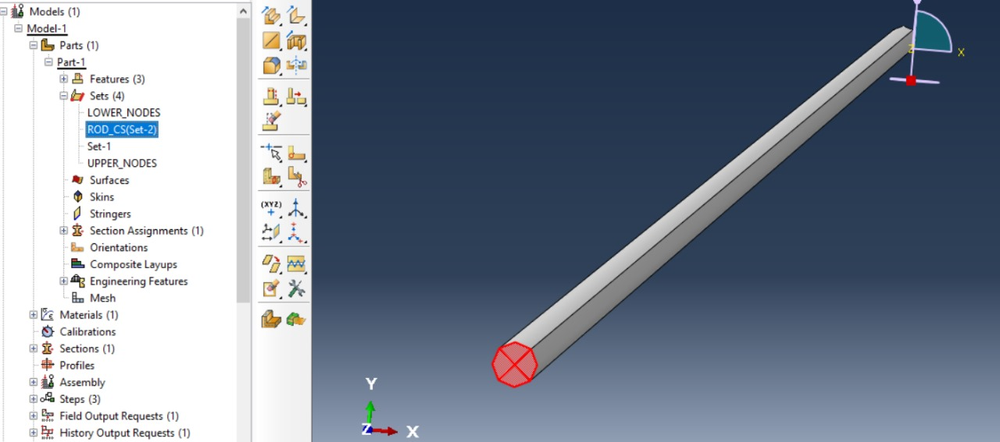 Models (1)
Model-1
Parts (1)
Part-1
Features (3)
Sets (4)
LOWER_NODES
ROD_CS(Set-2)
Set-1
UPPER_NODES
Surfaces
Skins
Stringers
Section Assignments (1)
Orientations
Composite Layups
Engineering Features
Mesh
Materials (1)
Calibrations
Sections (1)
Profiles
Assembly
Steps (3)
Field Output Requests (1)
History Output Requests (1)
(XYZ)
Z
X
Y
Z
X